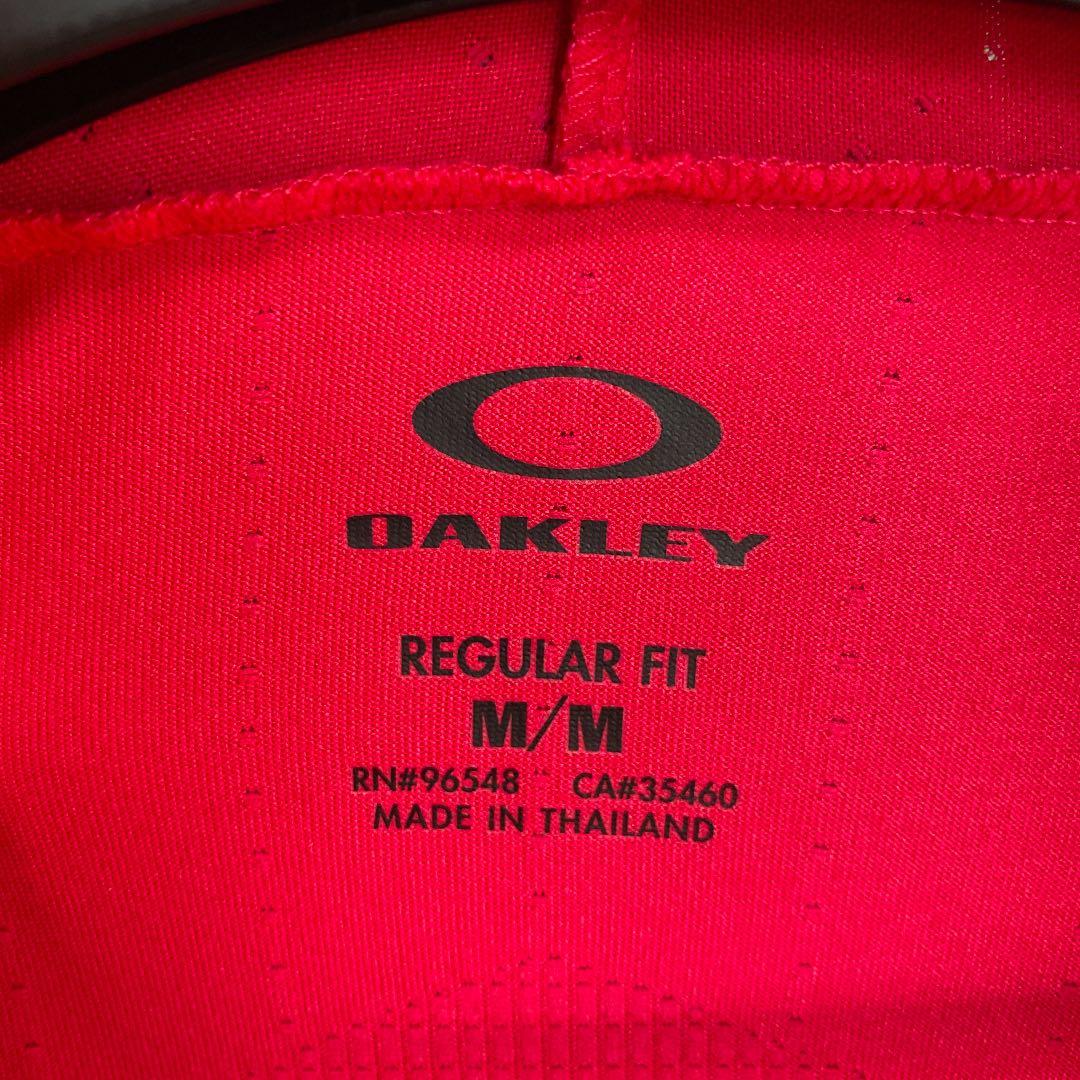 OAKLEY
REGULAR FIT
M/M
RN#96548 CA#35460
MADE IN THAILAND